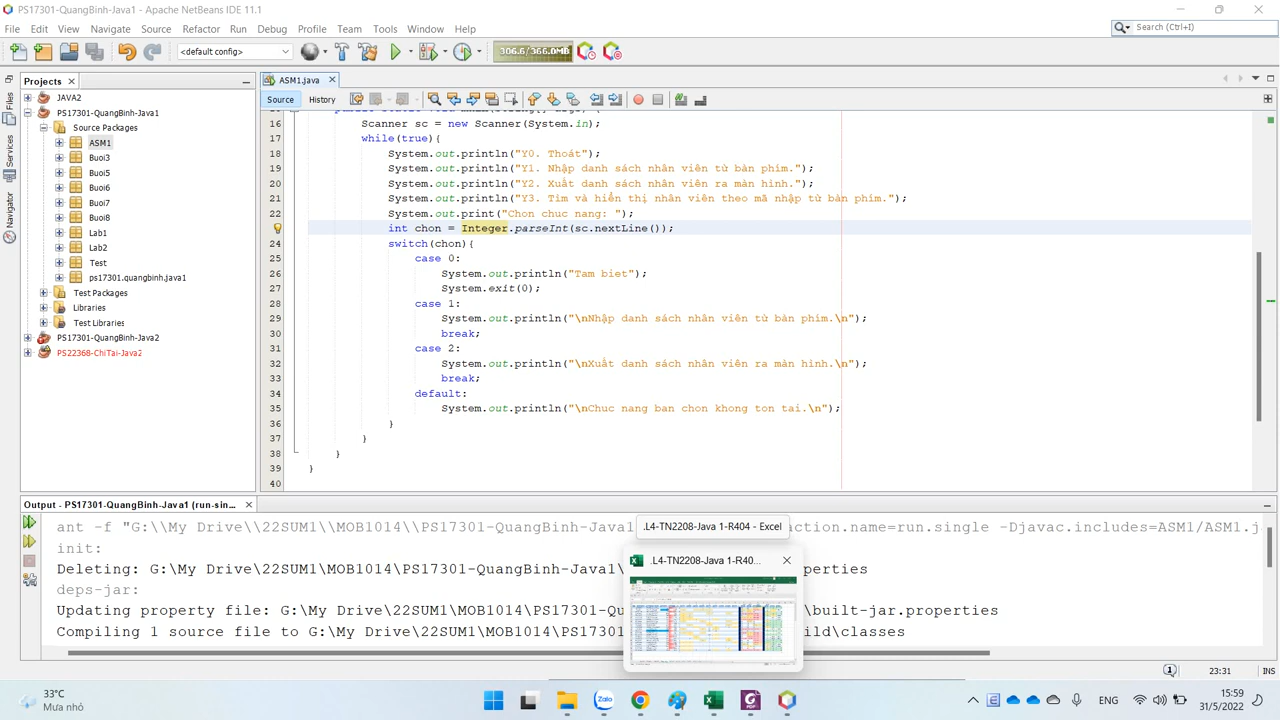 PS17301-QuangBinh-Java1 - Apache NetBeans IDE 11.1
File Edit View Navigate Source Refactor Run Debug Profile Team Tools Window Help
Search (Ctrl+I)
<default config>
306.6/366.0MB
Projects
ASM1.java
Source History
Files
Services
Navigator
JAVA2
PS17301-QuangBinh-Java1
Source Packages
ASM1
Buoi3
Buoi5
Buoi6
Buoi7
Buoi8
Lab1
Lab2
Test
ps17301.quangbinh.java1
Test Packages
Libraries
Test Libraries
PS17301-QuangBinh-Java2
PS22368-ChiTai-Java2
16 Scanner sc = new Scanner(System.in);
17 while(true){
18 System.out.println("Y0. Thoát");
19 System.out.println("Y1. Nhập danh sách nhân viên từ bàn phím.");
20 System.out.println("Y2. Xuất danh sách nhân viên ra màn hình.");
21 System.out.println("Y3. Tìm và hiển thị nhân viên theo mã nhập từ bàn phím.");
22 System.out.print("Chon chuc nang: ");
int chon = Integer.parseInt(sc.nextLine());
24 switch(chon){
25 case 0:
26 System.out.println("Tam biet");
27 System.exit(0);
28 case 1:
29 System.out.println("\nNhập danh sách nhân viên từ bàn phím.\n");
30 break;
31 case 2:
32 System.out.println("\nXuất danh sách nhân viên ra màn hình.\n");
33 break;
34 default:
35 System.out.println("\nChuc nang ban chon khong ton tai.\n");
36 }
37 }
38 }
39 }
40
Output - PS17301-QuangBinh-Java1 (run-sin...
ant -f "G:\\My Drive\\22SUM1\\MOB1014\\PS17301-QuangBinh-Java1 action.name=run.single -Djavac.includes=ASM1/ASM1.j
init:
Deleting: G:\My Drive\22SUM1\MOB1014\PS17301-QuangBinh-Java1\ perties
deps-jar:
Updating property file: G:\My Drive\22SUM1\MOB1014\PS17301-Qu \built-jar.properties
Compiling 1 source file to G:\My Drive\22SUM1\MOB1014\PS17301 ld\classes
.L4-TN2208-Java 1-R404 - Excel
.L4-TN2208-Java 1-R40...
23:31 INS
33°C
Mưa nhỏ
Zalo
PDF
ENG
15:59
31/5/2022